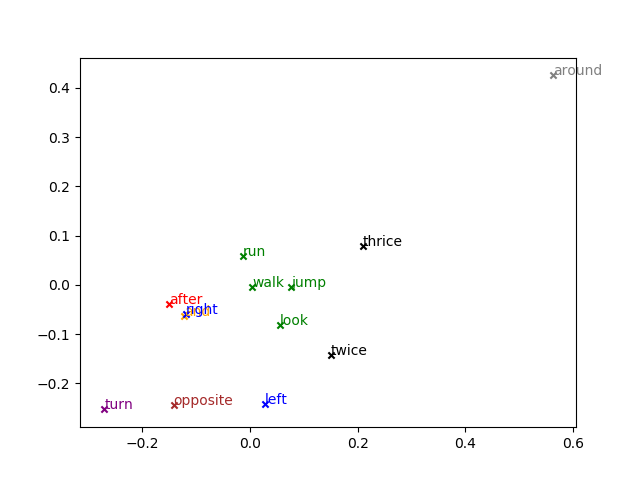 around
0.4
0.3
0.2
0.1
thrice
run
0.0
walk
jump
after
right
and
look
−0.1
twice
−0.2
turn
opposite
left
−0.2
0.0
0.2
0.4
0.6